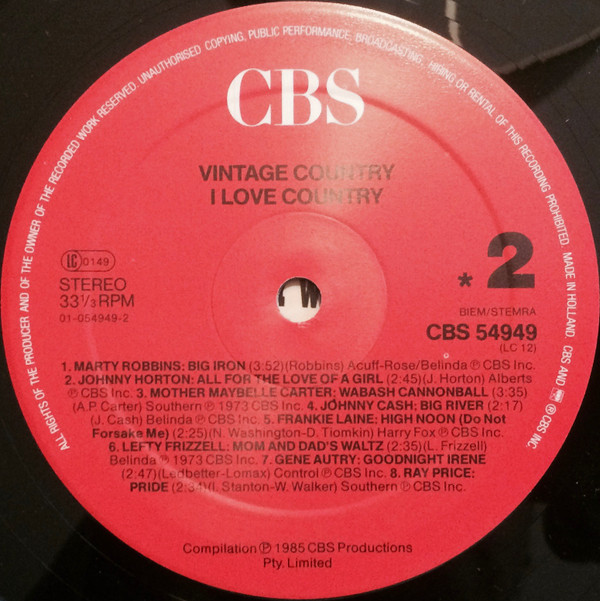 ALL RIGHTS OF THE PRODUCER AND OF THE OWNER OF THE RECORDED WORK RESERVED. UNAUTHORISED COPYING, PUBLIC PERFORMANCE, BROADCASTING, HIRING OR RENTAL OF THIS RECORDING PROHIBITED. MADE IN HOLLAND. CBS AND ® CBS INC.
CBS
VINTAGE COUNTRY
I LOVE COUNTRY
LC 0149
STEREO
33⅓ RPM
01-054949-2
* 2
BIEM/STEMRA
CBS 54949
(LC 12)
1. MARTY ROBBINS: BIG IRON (3:52)(Robbins) Acuff-Rose/Belinda ℗ CBS Inc.
2. JOHNNY HORTON: ALL FOR THE LOVE OF A GIRL (2:45)(J. Horton) Alberts
℗ CBS Inc. 3. MOTHER MAYBELLE CARTER: WABASH CANNONBALL (3:35)
(A.P. Carter) Southern ℗ 1973 CBS Inc. 4. JOHNNY CASH: BIG RIVER (2:17)
(J. Cash) Belinda ℗ CBS Inc. 5. FRANKIE LAINE: HIGH NOON (Do Not
Forsake Me) (2:25)(N. Washington-D. Tiomkin) Harry Fox ℗ CBS Inc.
6. LEFTY FRIZZELL: MOM AND DAD'S WALTZ (2:35)(L. Frizzell)
Belinda ℗ 1973 CBS Inc. 7. GENE AUTRY: GOODNIGHT IRENE
(2:47)(Ledbetter-Lomax) Control ℗ CBS Inc. 8. RAY PRICE:
PRIDE (2:34)(I. Stanton-W. Walker) Southern ℗ CBS Inc.
Compilation ℗ 1985 CBS Productions
Pty. Limited